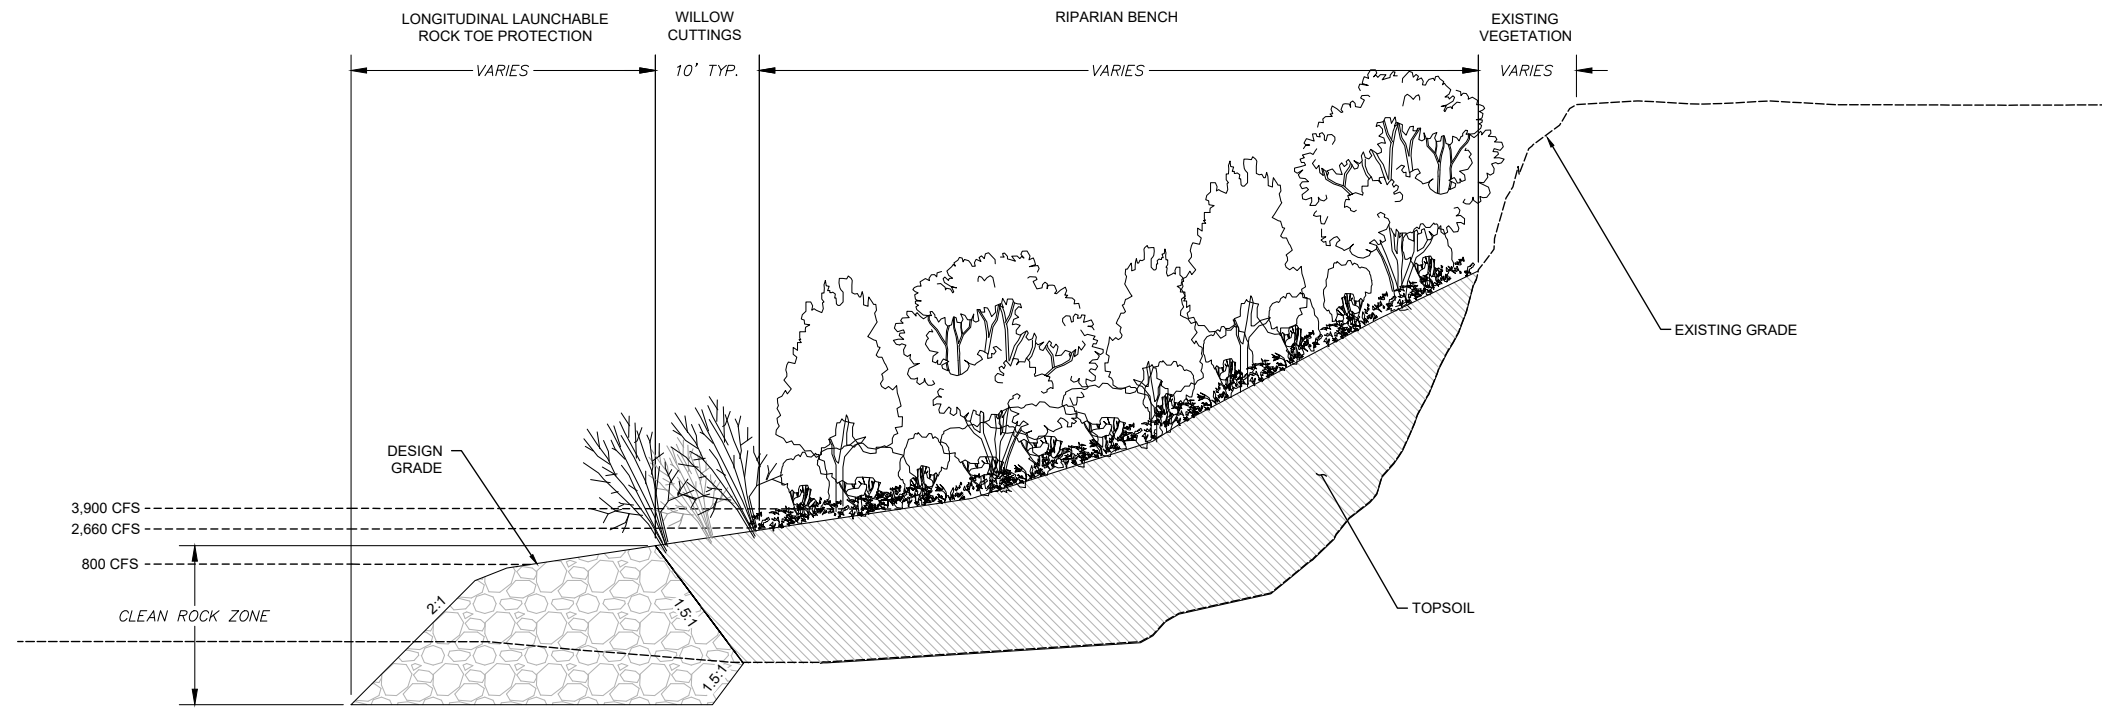 LONGITUDINAL LAUNCHABLE
ROCK TOE PROTECTION
WILLOW
CUTTINGS
RIPARIAN BENCH
EXISTING
VEGETATION
VARIES
10' TYP.
VARIES
VARIES
EXISTING GRADE
DESIGN
GRADE
3,900 CFS
2,660 CFS
800 CFS
CLEAN ROCK ZONE
2:1
1.5:1
1.5:1
TOPSOIL